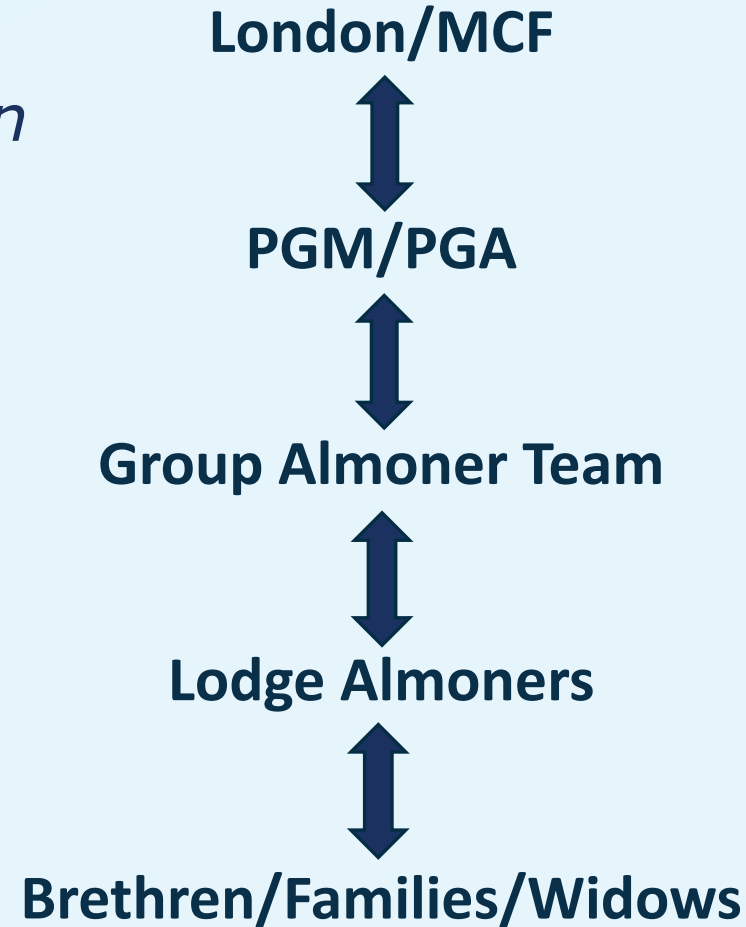 London/MCF
PGM/PGA
Group Almoner Team
Lodge Almoners
Brethren/Families/Widows